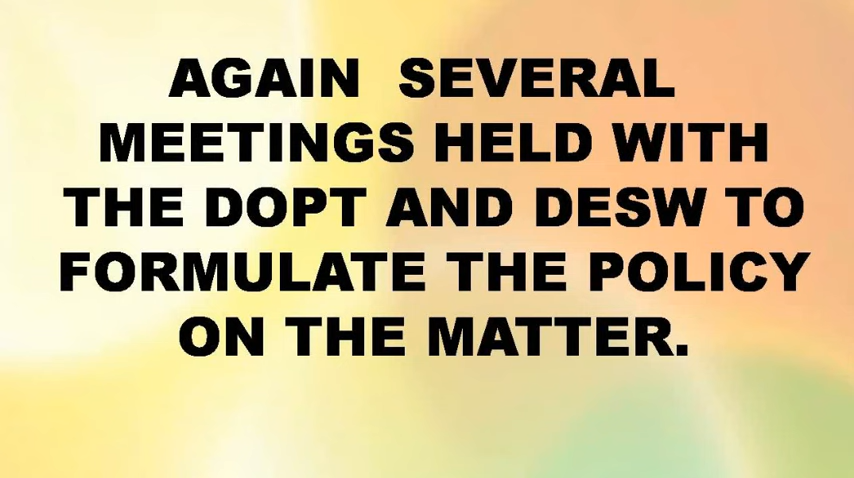 AGAIN  SEVERAL
MEETINGS HELD WITH
THE DOPT AND DESW TO
FORMULATE THE POLICY
ON THE MATTER.